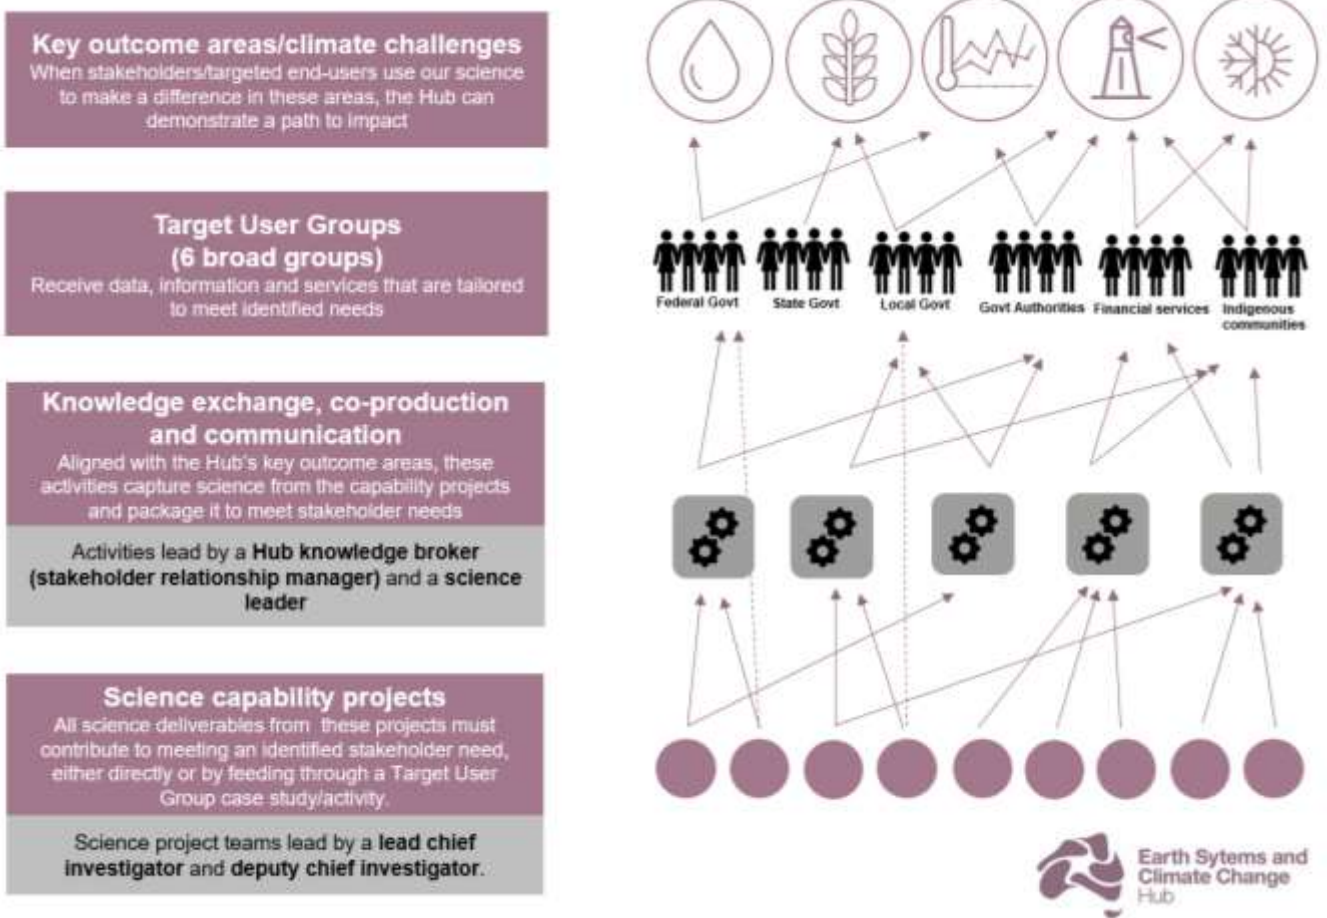 Key outcome areas/climate challenges
When stakeholders/targeted end-users use our science
to make a difference in these areas, the Hub can
demonstrate a path to impact
Target User Groups
(6 broad groups)
Receive data, information and services that are tailored
to meet identified needs
Federal Govt
State Govt
Local Govt
Govt Authorities
Financial services
Indigenous
communities
Knowledge exchange, co-production
and communication
Aligned with the Hub's key outcome areas, these
activities capture science from the capability projects
and package it to meet stakeholder needs
Activities lead by a Hub knowledge broker
(stakeholder relationship manager) and a science
leader
Science capability projects
All science deliverables from these projects must
contribute to meeting an identified stakeholder need,
either directly or by feeding through a Target User
Group case study/activity.
Science project teams lead by a lead chief
investigator and deputy chief investigator.
Earth Sytems and
Climate Change
Hub